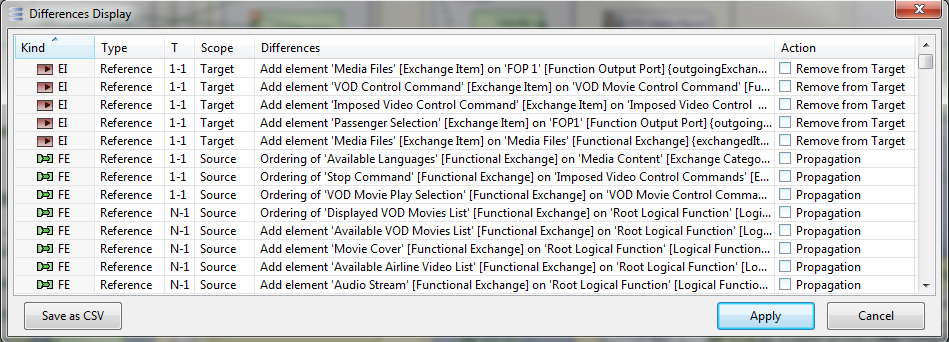 Differences Display
Kind Type T Scope Differences Action
EI Reference 1-1 Target Add element 'Media Files' [Exchange Item] on 'FOP 1' [Function Output Port] {outgoingExchan... Remove from Target
EI Reference 1-1 Target Add element 'VOD Control Command' [Exchange Item] on 'VOD Movie Control Command' [Fu... Remove from Target
EI Reference 1-1 Target Add element 'Imposed Video Control Command' [Exchange Item] on 'Imposed Video Control ... Remove from Target
EI Reference 1-1 Target Add element 'Passenger Selection' [Exchange Item] on 'FOP1' [Function Output Port] {outgoing... Remove from Target
EI Reference 1-1 Target Add element 'Media Files' [Exchange Item] on 'Media Files' [Functional Exchange] {exchangedIt... Remove from Target
FE Reference 1-1 Source Ordering of 'Available Languages' [Functional Exchange] on 'Media Content' [Exchange Catego... Propagation
FE Reference 1-1 Source Ordering of 'Stop Command' [Functional Exchange] on 'Imposed Video Commands' [E... Propagation
FE Reference 1-1 Source Ordering of 'VOD Movie Play Selection' [Functional Exchange] on 'VOD Movie Control Comma... Propagation
FE Reference N-1 Source Ordering of 'Displayed VOD Movies List' [Functional Exchange] on 'Root Logical Function' [Logi... Propagation
FE Reference N-1 Source Add element 'Available VOD Movies List' [Functional Exchange] on 'Root Logical Function' [Logi... Propagation
FE Reference N-1 Source Add element 'Movie Cover' [Functional Exchange] on 'Root Logical Function' [Logical Function... Propagation
FE Reference N-1 Source Add element 'Available Airline Video List' [Functional Exchange] on 'Root Logical Function' [Lo... Propagation
FE Reference N-1 Source Add element 'Audio Stream' [Functional Exchange] on 'Root Logical Function' [Logical Functio... Propagation
Save as CSV Apply Cancel